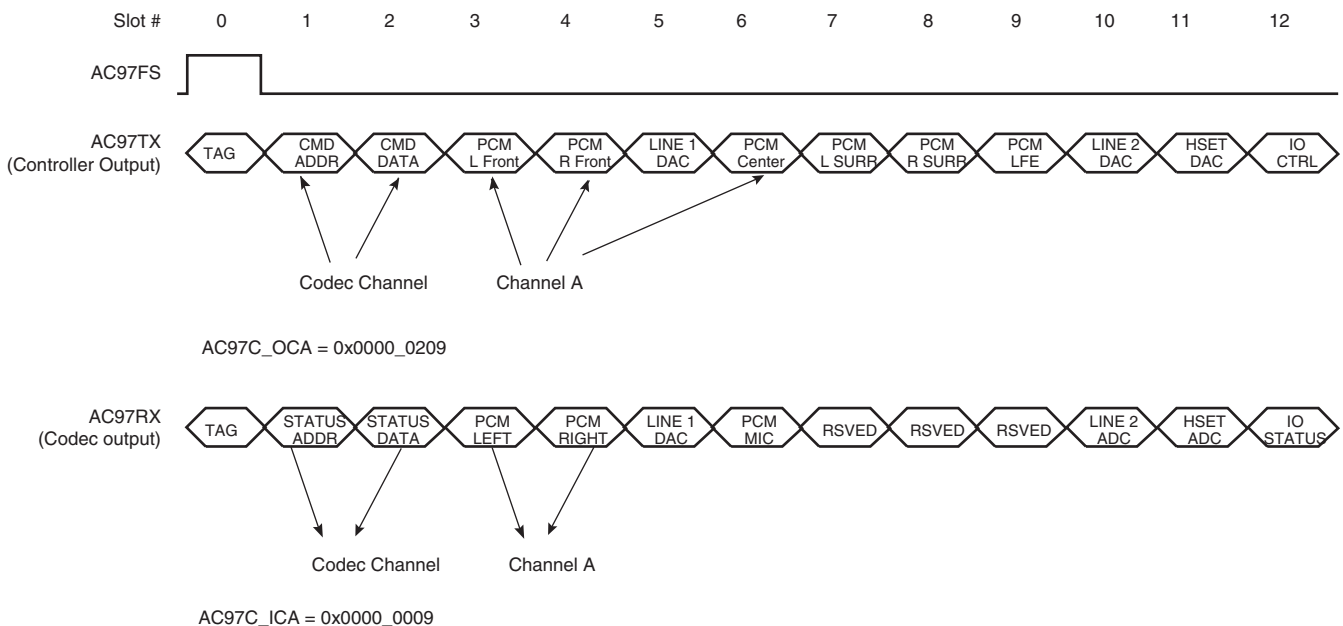 Slot # 0 1 2 3 4 5 6 7 8 9 10 11 12
AC97FS
AC97TX
(Controller Output)
TAG
CMD
ADDR
CMD
DATA
PCM
L Front
PCM
R Front
LINE 1
DAC
PCM
Center
PCM
L SURR
PCM
R SURR
PCM
LFE
LINE 2
DAC
HSET
DAC
IO
CTRL
Codec Channel
Channel A
AC97C_OCA = 0x0000_0209
AC97RX
(Codec output)
TAG
STATUS
ADDR
STATUS
DATA
PCM
LEFT
PCM
RIGHT
LINE 1
DAC
PCM
MIC
RSVED
RSVED
RSVED
LINE 2
ADC
HSET
ADC
IO
STATUS
Codec Channel
Channel A
AC97C_ICA = 0x0000_0009